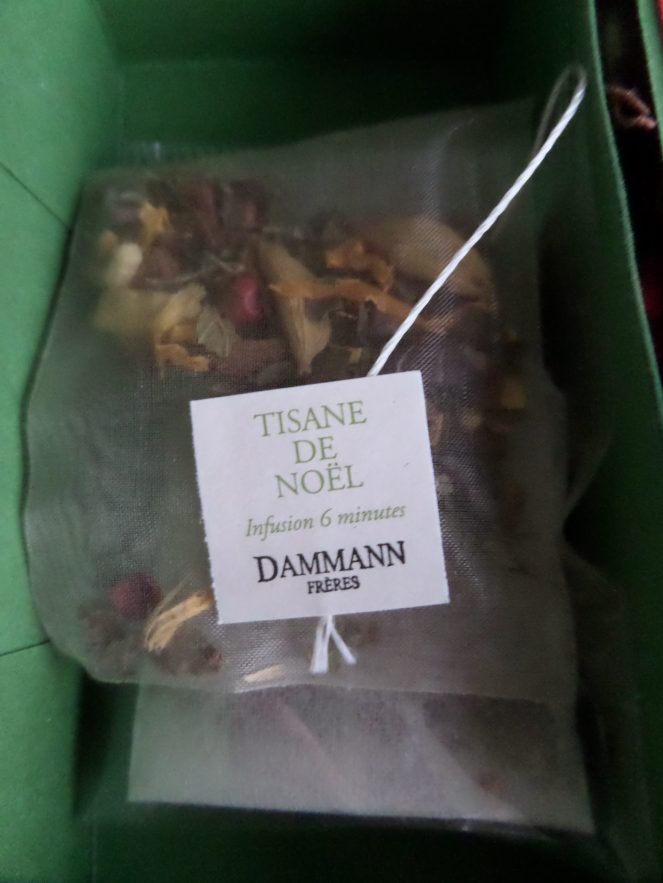 TISANE
DE
NOËL
Infusion 6 minutes
DAMMANN
FRÈRES